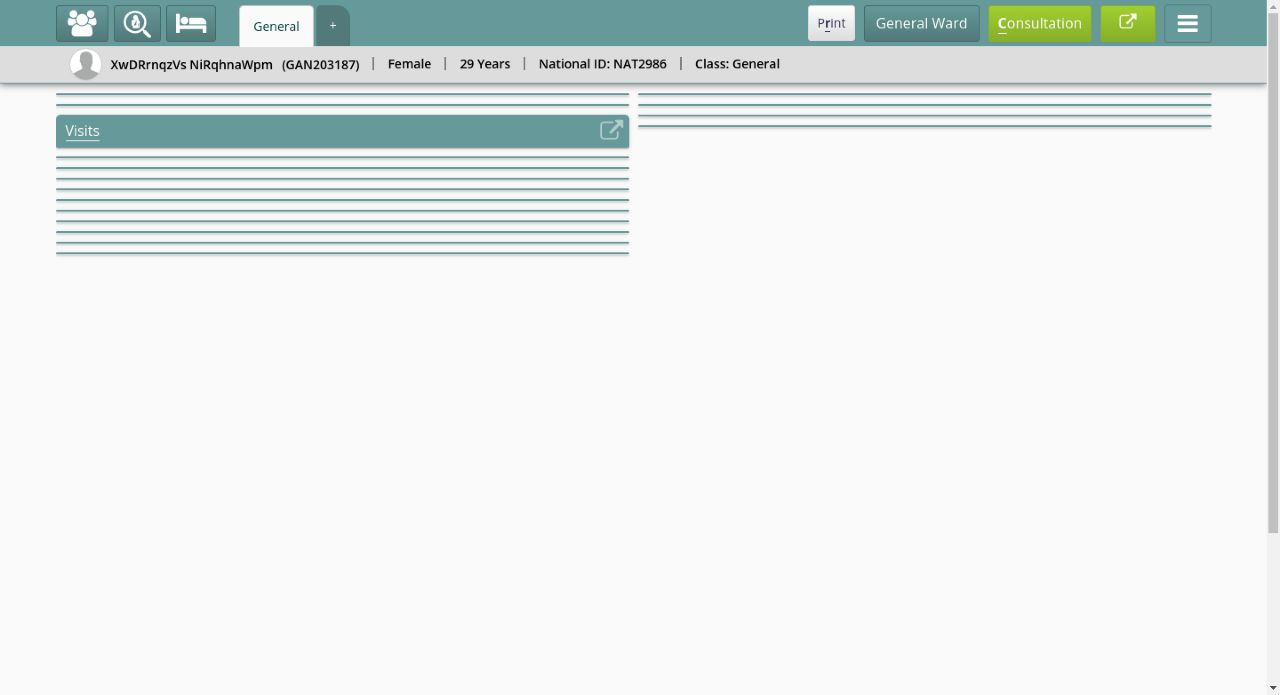 General
+
Print
General Ward
Consultation
XwDRrnqzVs NiRqhnaWpm (GAN203187) | Female | 29 Years | National ID: NAT2986 | Class: General
Visits